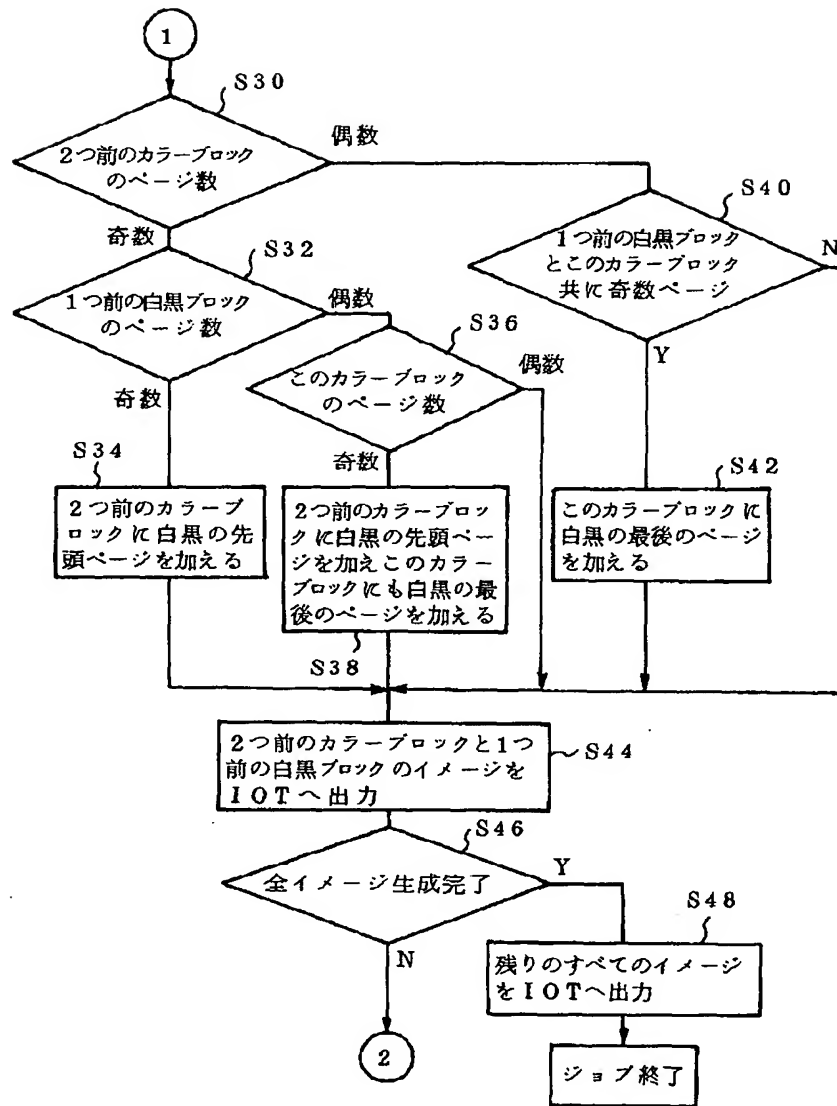 1
S30
2つ前のカラーブロック
のページ数
偶数
奇数
S40
1つ前の白黒ブロック
とこのカラーブロック
共に奇数ページ
N
Y
S32
1つ前の白黒ブロック
のページ数
偶数
奇数
S36
このカラーブロック
のページ数
偶数
奇数
S34
2つ前のカラーブ
ロックに白黒の先
頭ページを加える
2つ前のカラーブロッ
クに白黒の先頭ペー
ジを加えこのカラー
ブロックにも白黒の最
後のページを加える
S38
S42
このカラーブロックに
白黒の最後のページ
を加える
2つ前のカラーブロックと1つ
前の白黒ブロックのイメージを
IOTへ出力
S44
S46
全イメージ生成完了
Y
N
S48
残りのすべてのイメージ
をIOTへ出力
2
ジョブ終了